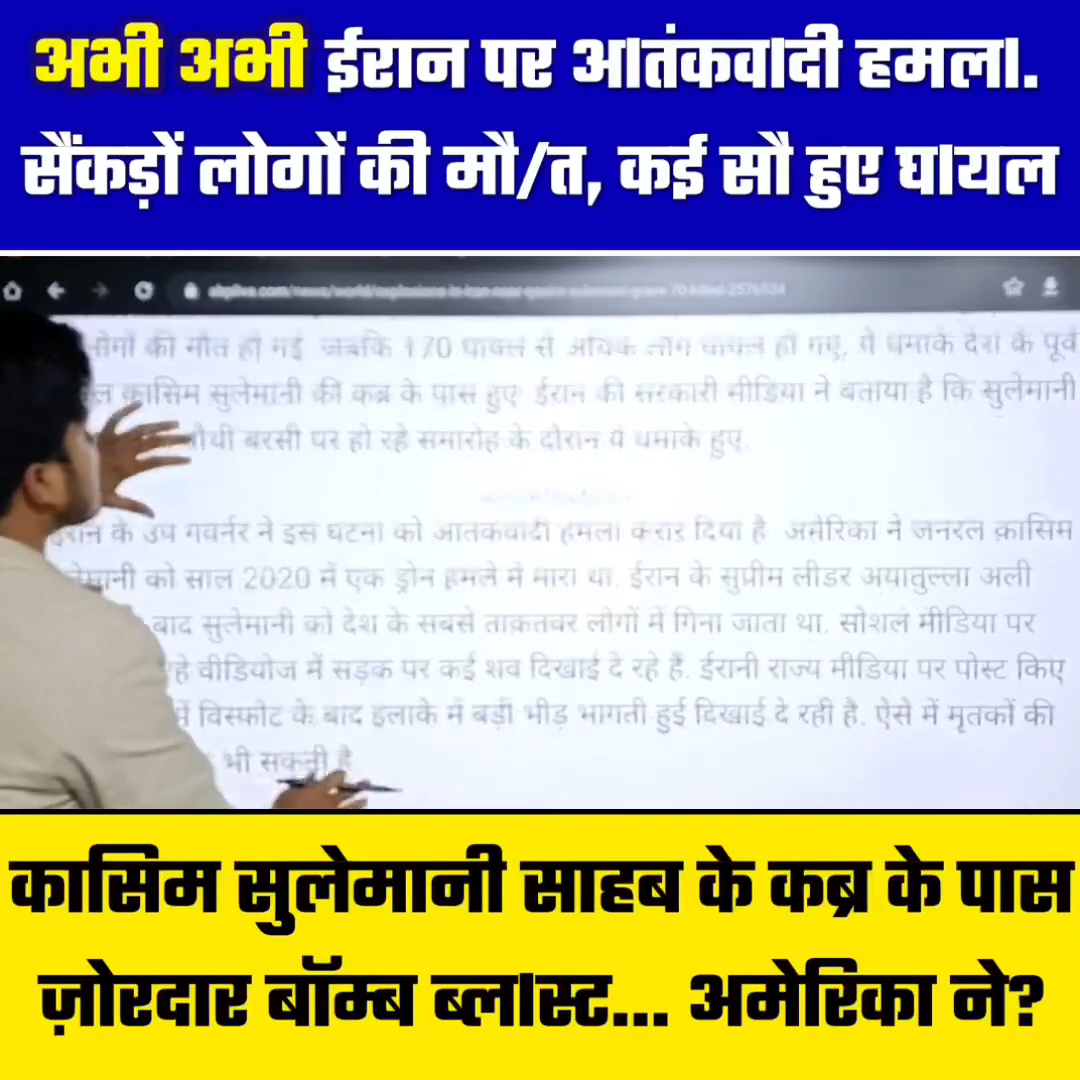 अभी अभी ईरान पर आतंकवादी हमला.
सैंकड़ों लोगों की मौ/त, कई सौ हुए घायल
लोगों की मौत हो गई जबकि 170 से अधिक लोग घायल हो गए. ये धमाके देश के पूर्व
कासिम सुलेमानी की कब्र के पास हुए ईरान की सरकारी मीडिया ने बताया है कि सुलेमानी
बरसी पर हो रहे समारोह के दौरान ये धमाके हुए.
के उप गवर्नर ने इस घटना को आतंकवादी हमला करार दिया है अमेरिका ने जनरल क़ासिम
को साल 2020 में एक ड्रोन हमले में मारा था. ईरान के सुप्रीम लीडर अयातुल्ला अली
बाद सुलेमानी को देश के सबसे ताक़तवर लोगों में गिना जाता था. सोशल मीडिया पर
रहे वीडियोज में सड़क पर कई शव दिखाई दे रहे हैं. ईरानी राज्य मीडिया पर पोस्ट किए
में विस्फोट के बाद इलाके में बड़ी भीड़ भागती हुई दिखाई दे रही है. ऐसे में मृतकों की
भी सकती है
कासिम सुलेमानी साहब के कब्र के पास
ज़ोरदार बॉम्ब ब्लास्ट... अमेरिका ने?